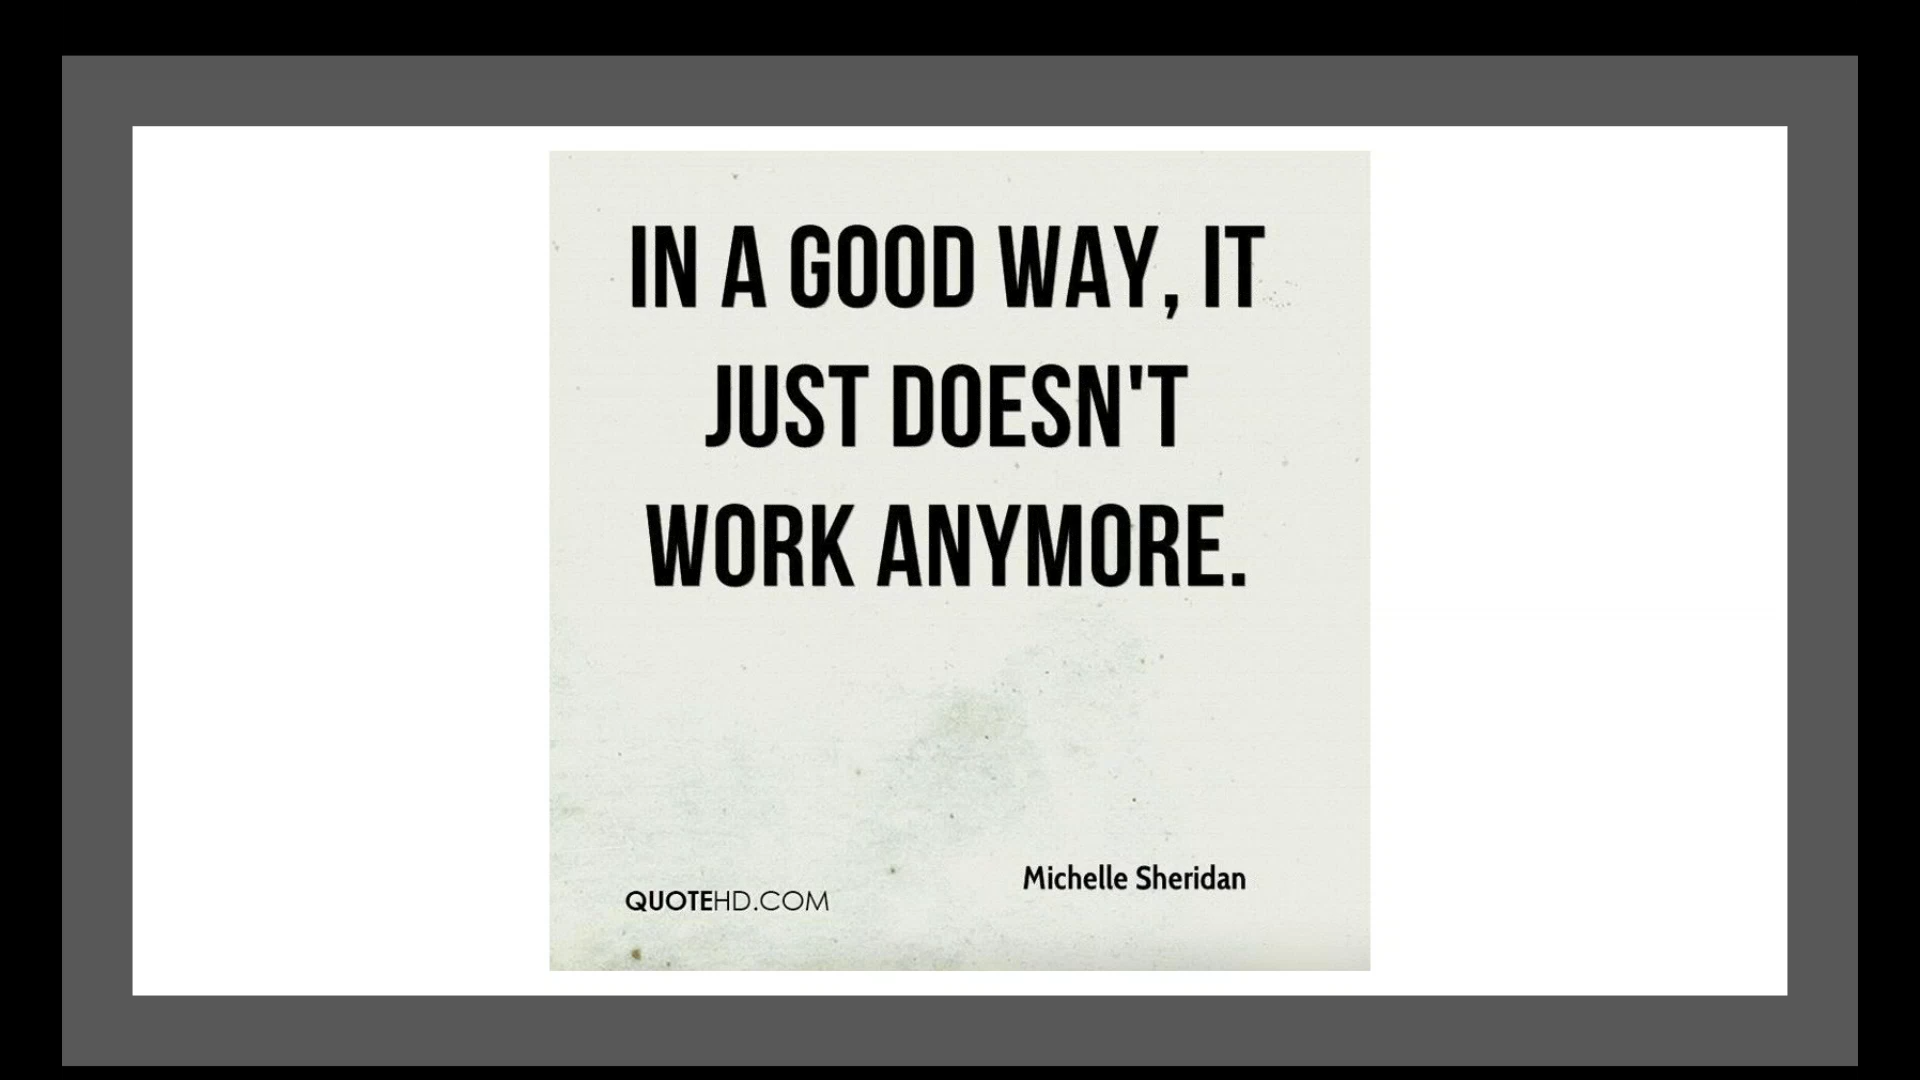 IN A GOOD WAY, IT
JUST DOESN'T
WORK ANYMORE.
Michelle Sheridan
QUOTEHD.COM